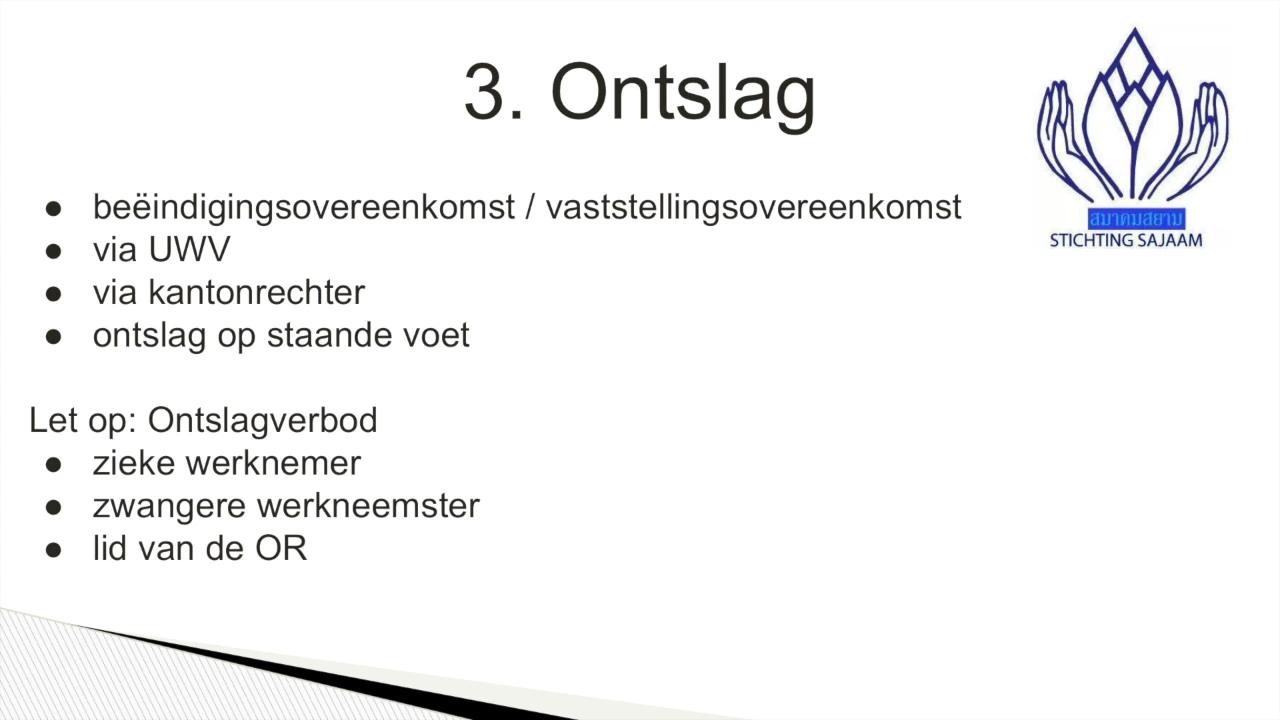 3. Ontslag
สมาคมสยาม
STICHTING SAJAAM
● beëindigingsovereenkomst / vaststellingsovereenkomst
● via UWV
● via kantonrechter
● ontslag op staande voet
Let op: Ontslagverbod
● zieke werknemer
● zwangere werkneemster
● lid van de OR